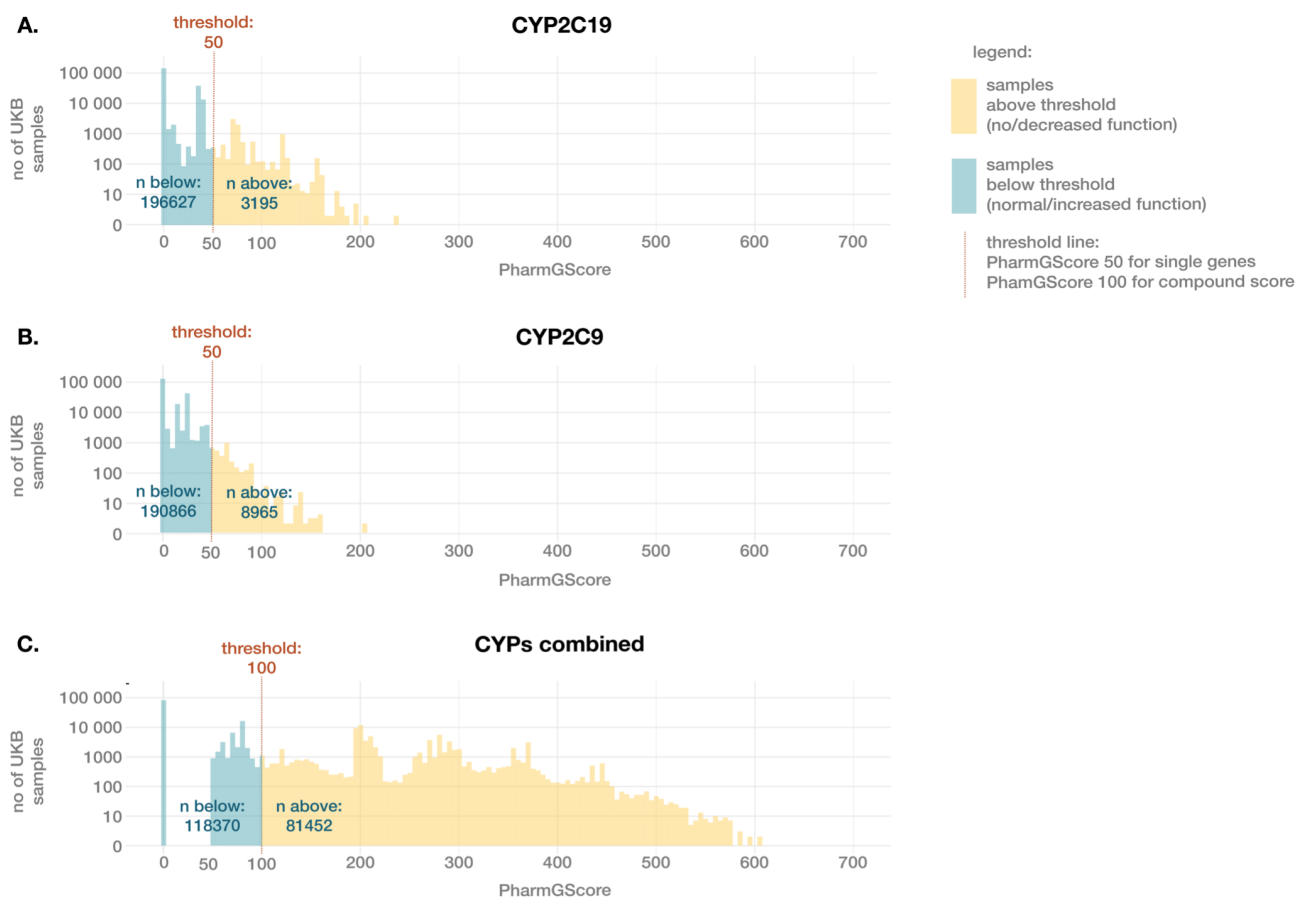 A.
threshold:
50
CYP2C19
no of UKB
samples
100 000
10 000
1000
100
10
0
n below:
196627
n above:
3195
0 50 100 200 300 400 500 600 700
PharmGScore
legend:
samples
above threshold
(no/decreased function)
samples
below threshold
(normal/increased function)
threshold line:
PharmGScore 50 for single genes
PhamGScore 100 for compound score
B.
threshold:
50
CYP2C9
no of UKB
samples
100 000
10 000
1000
100
10
0
n below:
190866
n above:
8965
0 50 100 200 300 400 500 600 700
PharmGScore
C.
threshold:
100
CYPs combined
no of UKB
samples
100 000
10 000
1000
100
10
0
n below:
118370
n above:
81452
0 50 100 200 300 400 500 600 700
PharmGScore